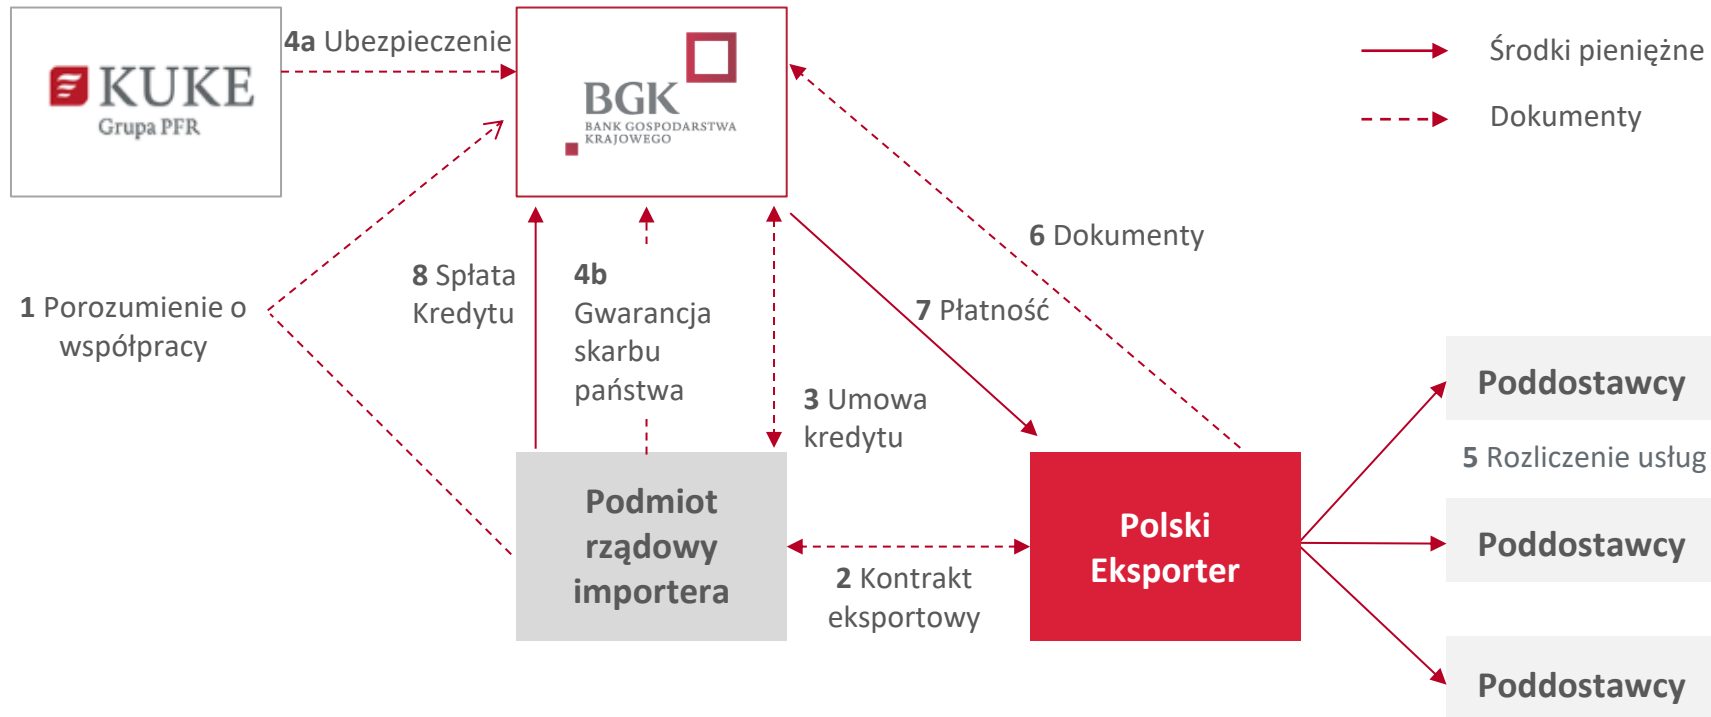 4a Ubezpieczenie
KUKE
Grupa PFR
BGK
BANK GOSPODARSTWA
KRAJOWEGO
Środki pieniężne
Dokumenty
6 Dokumenty
1 Porozumienie o
współpracy
8 Spłata
Kredytu
4b
Gwarancja
skarbu
państwa
7 Płatność
3 Umowa
kredytu
Podmiot
rządowy
importera
2 Kontrakt
eksportowy
Polski
Eksporter
Poddostawcy
5 Rozliczenie usług
Poddostawcy
Poddostawcy